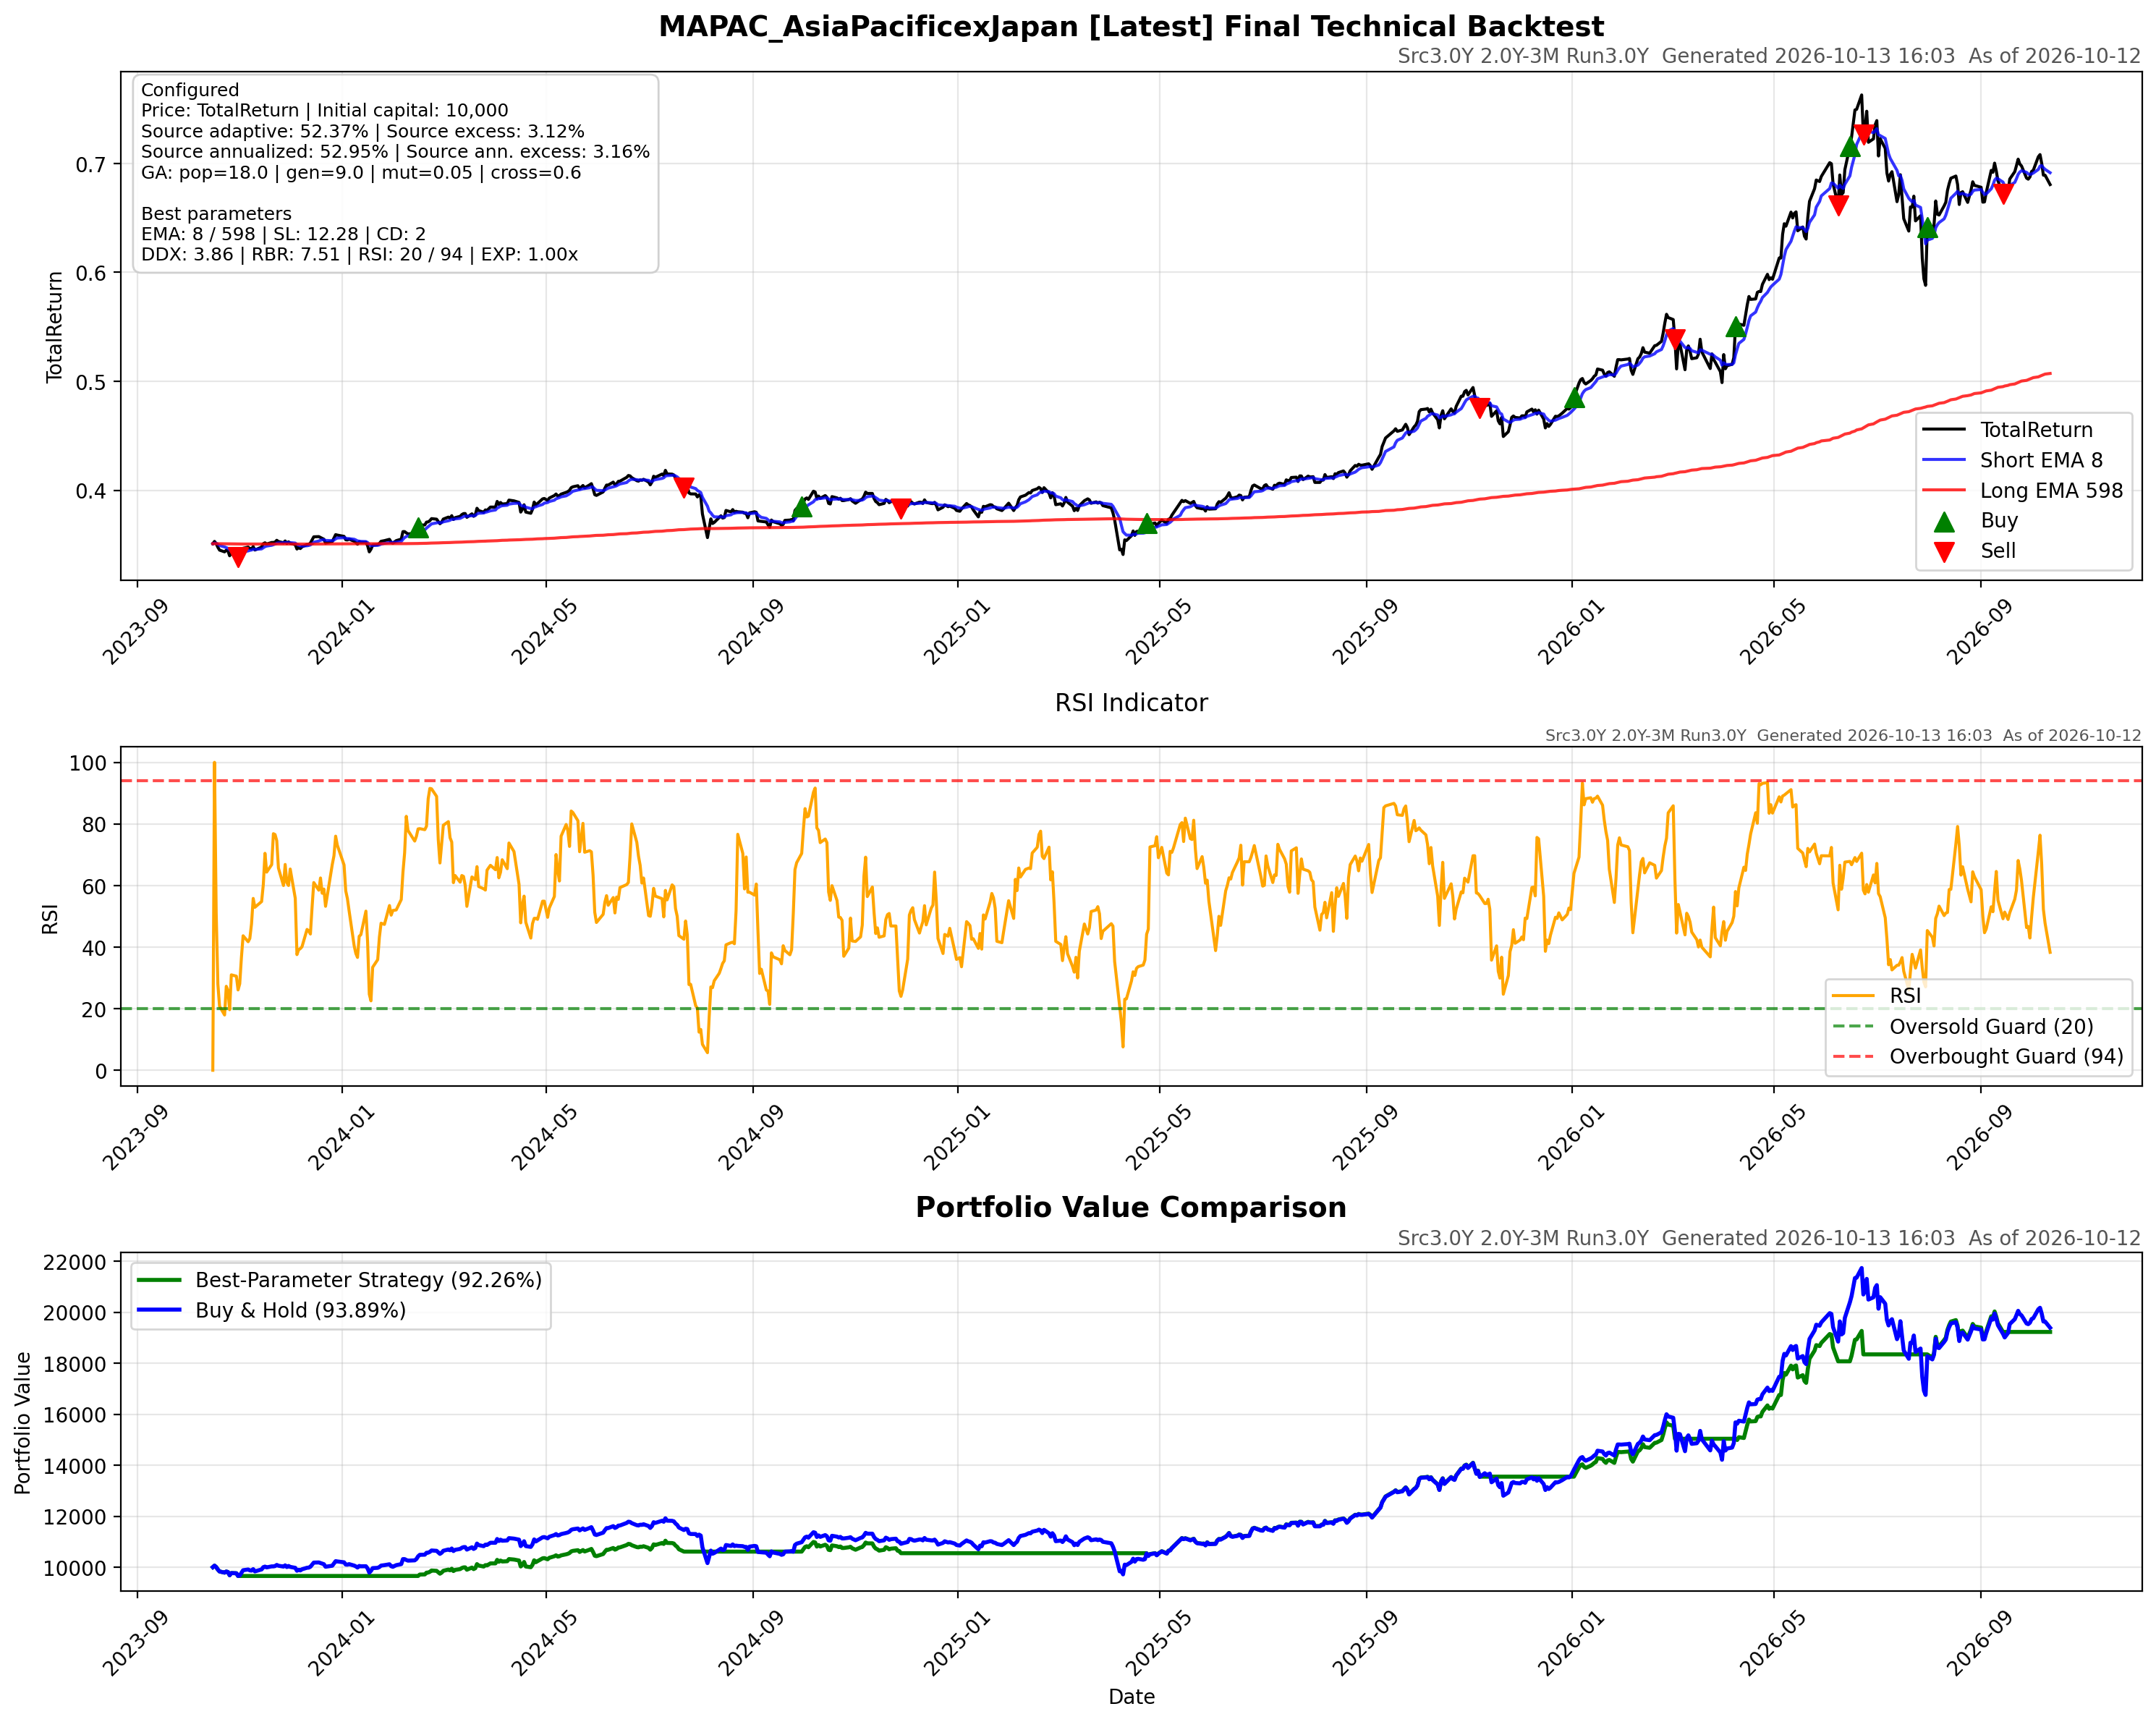 MAPAC_AsiaPacificexJapan [Latest] Final Technical Backtest
Src3.0Y 2.0Y-3M Run3.0Y  Generated 2026-10-13 16:03  As of 2026-10-12
Configured
Price: TotalReturn | Initial capital: 10,000
Source adaptive: 52.37% | Source excess: 3.12%
Source annualized: 52.95% | Source ann. excess: 3.16%
GA: pop=18.0 | gen=9.0 | mut=0.05 | cross=0.6
Best parameters
EMA: 8 / 598 | SL: 12.28 | CD: 2
DDX: 3.86 | RBR: 7.51 | RSI: 20 / 94 | EXP: 1.00x
TotalReturn
0.7
0.6
0.5
0.4
TotalReturn
Short EMA 8
Long EMA 598
Buy
Sell
2023-09
2024-01
2024-05
2024-09
2025-01
2025-05
2025-09
2026-01
2026-05
2026-09
RSI Indicator
Src3.0Y 2.0Y-3M Run3.0Y  Generated 2026-10-13 16:03  As of 2026-10-12
RSI
100
80
60
40
20
0
RSI
Oversold Guard (20)
Overbought Guard (94)
2023-09
2024-01
2024-05
2024-09
2025-01
2025-05
2025-09
2026-01
2026-05
2026-09
Portfolio Value Comparison
Src3.0Y 2.0Y-3M Run3.0Y  Generated 2026-10-13 16:03  As of 2026-10-12
Portfolio Value
22000
20000
18000
16000
14000
12000
10000
Best-Parameter Strategy (92.26%)
Buy & Hold (93.89%)
2023-09
2024-01
2024-05
2024-09
2025-01
2025-05
2025-09
2026-01
2026-05
2026-09
Date